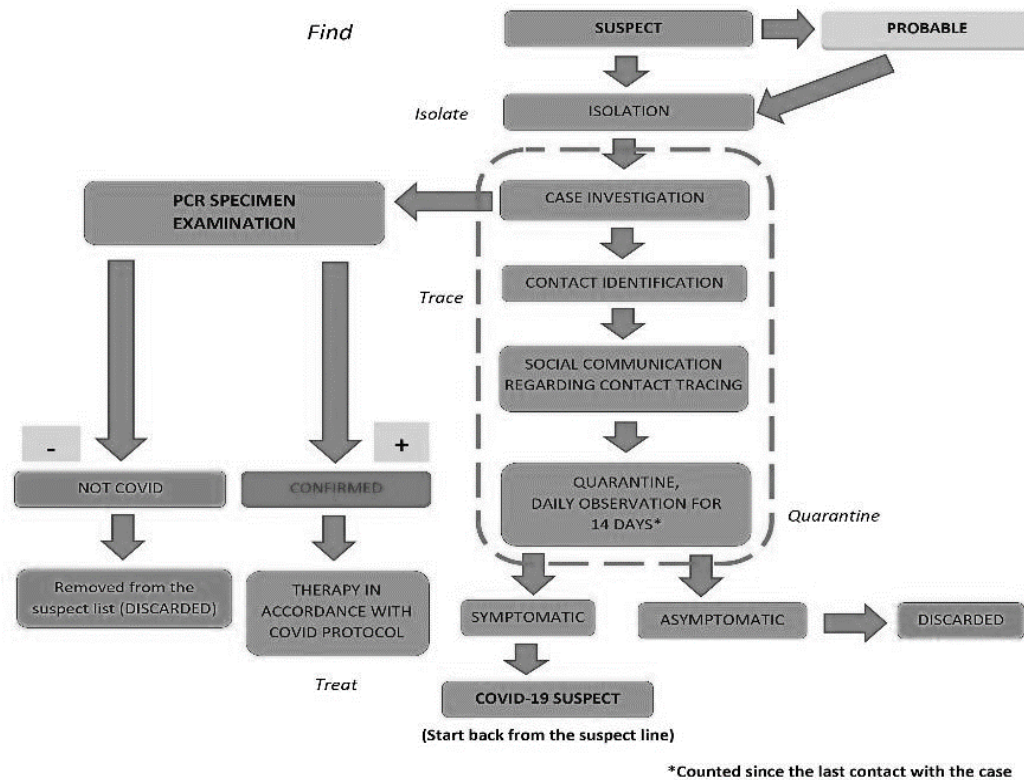 Find
SUSPECT
PROBABLE
Isolate
ISOLATION
PCR SPECIMEN
EXAMINATION
CASE INVESTIGATION
Trace
CONTACT IDENTIFICATION
SOCIAL COMMUNICATION
REGARDING CONTACT TRACING
-
+
NOT COVID
CONFIRMED
QUARANTINE,
DAILY OBSERVATION FOR
14 DAYS*
Quarantine
Removed from the
suspect list (DISCARDED)
THERAPY IN
ACCORDANCE WITH
COVID PROTOCOL
SYMPTOMATIC
ASYMPTOMATIC
DISCARDED
Treat
COVID-19 SUSPECT
(Start back from the suspect line)
*Counted since the last contact with the case